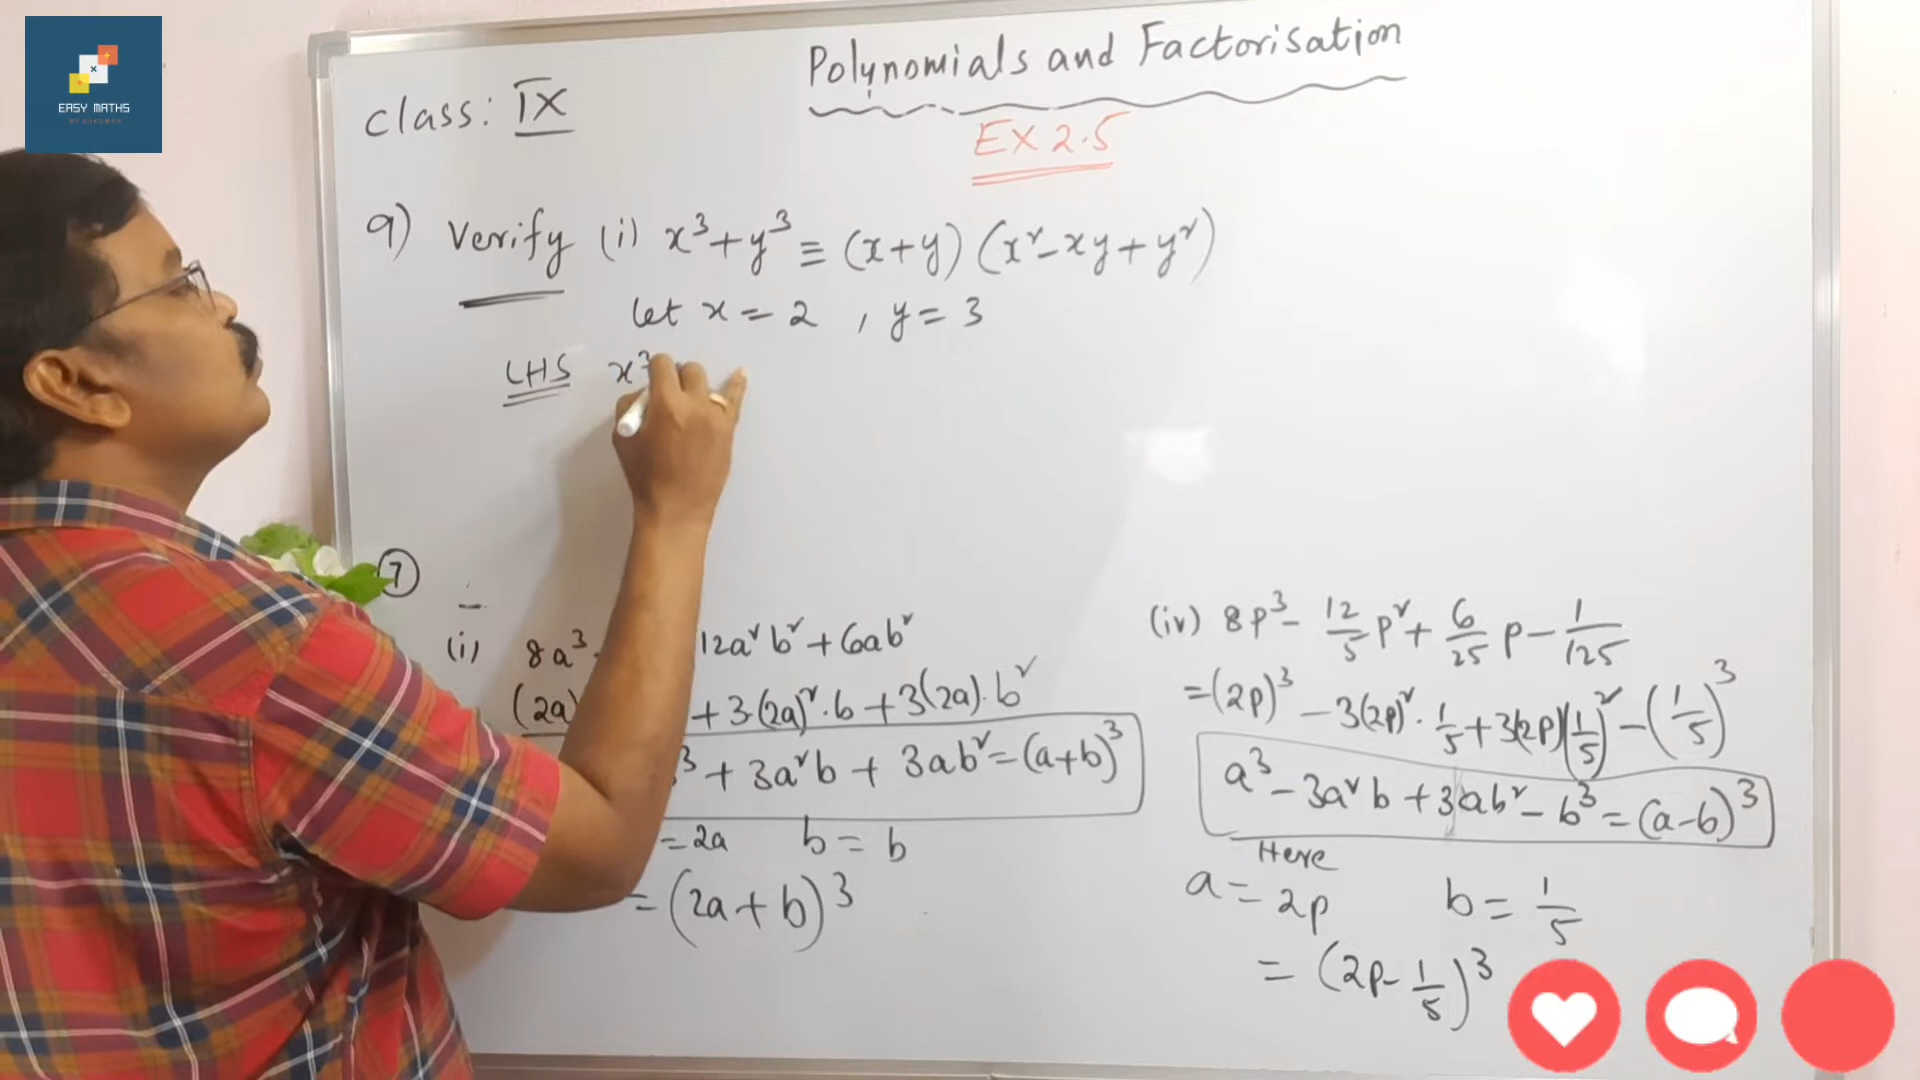 EASY MATHS
Polynomials and Factorisation
class: IX
EX 2.5
9) Verify (i) x³+y³ ≡ (x+y) (x²-xy+y²)
let x = 2 , y = 3
LHS x³
7
(i) 8a³ 12a²b² + 6ab²
(2a) + 3·(2a)²·b + 3(2a)·b²
³ + 3a²b + 3ab² = (a+b)³
= 2a b = b
= (2a+b)³
(iv) 8p³ - 12/5 p² + 6/25 p - 1/125
= (2p)³ - 3(2p)² · 1/5 + 3(2p)(1/5)² - (1/5)³
a³ - 3a²b + 3ab² - b³ = (a-b)³
Here
a = 2p b = 1/5
= (2p - 1/5)³